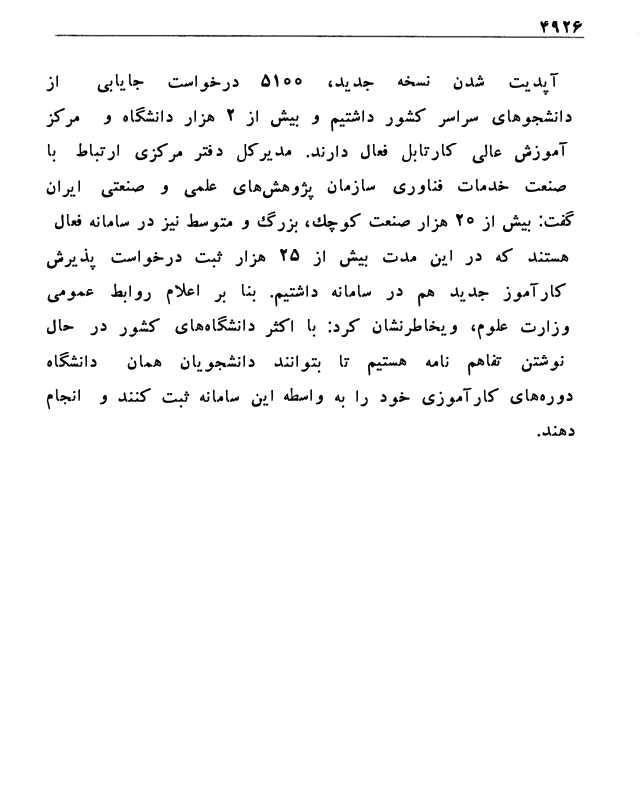 ۴۹۲۶
آپدیت شدن نسخه جدید، ۵۱۰۰ درخواست جایابی از
دانشجوهای سراسر کشور داشتیم و بیش از ۲ هزار دانشگاه و مرکز
آموزش عالی کارتابل فعال دارند. مدیرکل دفتر مرکزی ارتباط با
صنعت خدمات فناوری سازمان پژوهش‌های علمی و صنعتی ایران
گفت: بیش از ۲۰ هزار صنعت کوچك، بزرگ و متوسط نیز در سامانه فعال
هستند که در این مدت بیش از ۲۵ هزار ثبت درخواست پذیرش
کارآموز جدید هم در سامانه داشتیم. بنا بر اعلام روابط عمومی
وزارت علوم، ویخاطرنشان کرد: با اکثر دانشگاه‌های کشور در حال
نوشتن تفاهم نامه هستیم تا بتوانند دانشجویان همان دانشگاه
دوره‌های کارآموزی خود را به واسطه این سامانه ثبت کنند و انجام
دهند.